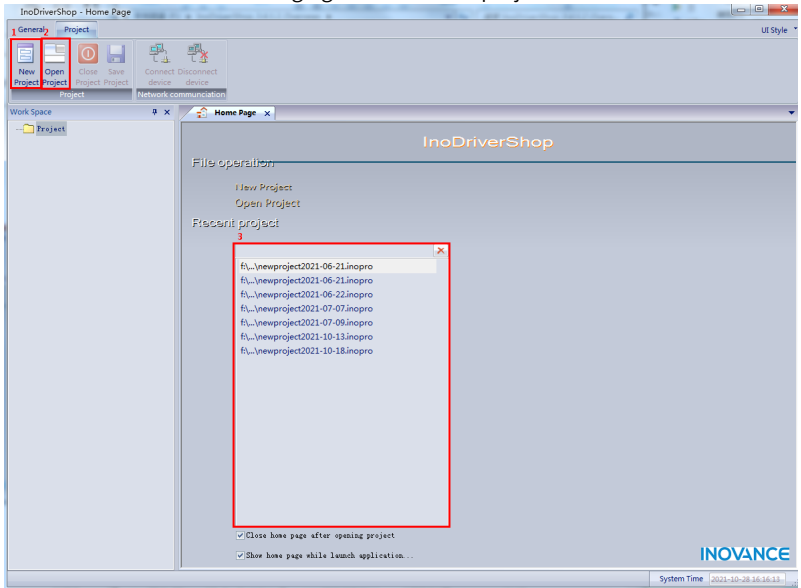 InoDriverShop - Home Page
1 General 2 Project
UI Style
New Project
Open Project
Close Project
Save Project
Connect device
Disconnect device
Project
Network communciation
Work Space
Home Page
Project
InoDriverShop
File operation
New Project
Open Project
Recent project
3
f:\...\newproject2021-06-21.inopro
f:\...\newproject2021-06-21.inopro
f:\...\newproject2021-06-22.inopro
f:\...\newproject2021-07-07.inopro
f:\...\newproject2021-07-09.inopro
f:\...\newproject2021-10-13.inopro
f:\...\newproject2021-10-18.inopro
Close home page after opening project
Show home page while launch application...
INOVANCE
System Time 2021-10-28 16:16:13